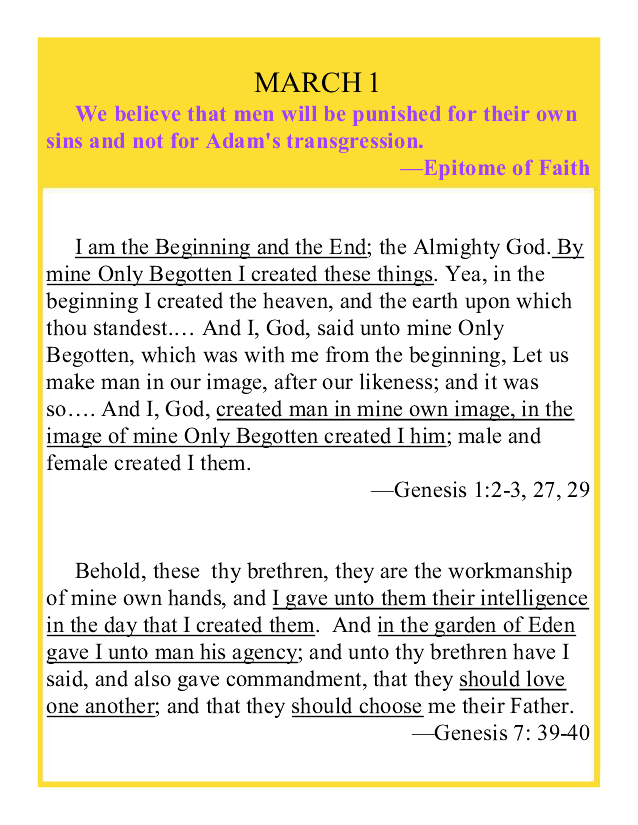 MARCH 1
We believe that men will be punished for their own
sins and not for Adam's transgression.
—Epitome of Faith
I am the Beginning and the End; the Almighty God. By
mine Only Begotten I created these things. Yea, in the
beginning I created the heaven, and the earth upon which
thou standest.… And I, God, said unto mine Only
Begotten, which was with me from the beginning, Let us
make man in our image, after our likeness; and it was
so…. And I, God, created man in mine own image, in the
image of mine Only Begotten created I him; male and
female created I them.
—Genesis 1:2-3, 27, 29
Behold, these thy brethren, they are the workmanship
of mine own hands, and I gave unto them their intelligence
in the day that I created them. And in the garden of Eden
gave I unto man his agency; and unto thy brethren have I
said, and also gave commandment, that they should love
one another; and that they should choose me their Father.
—Genesis 7: 39-40